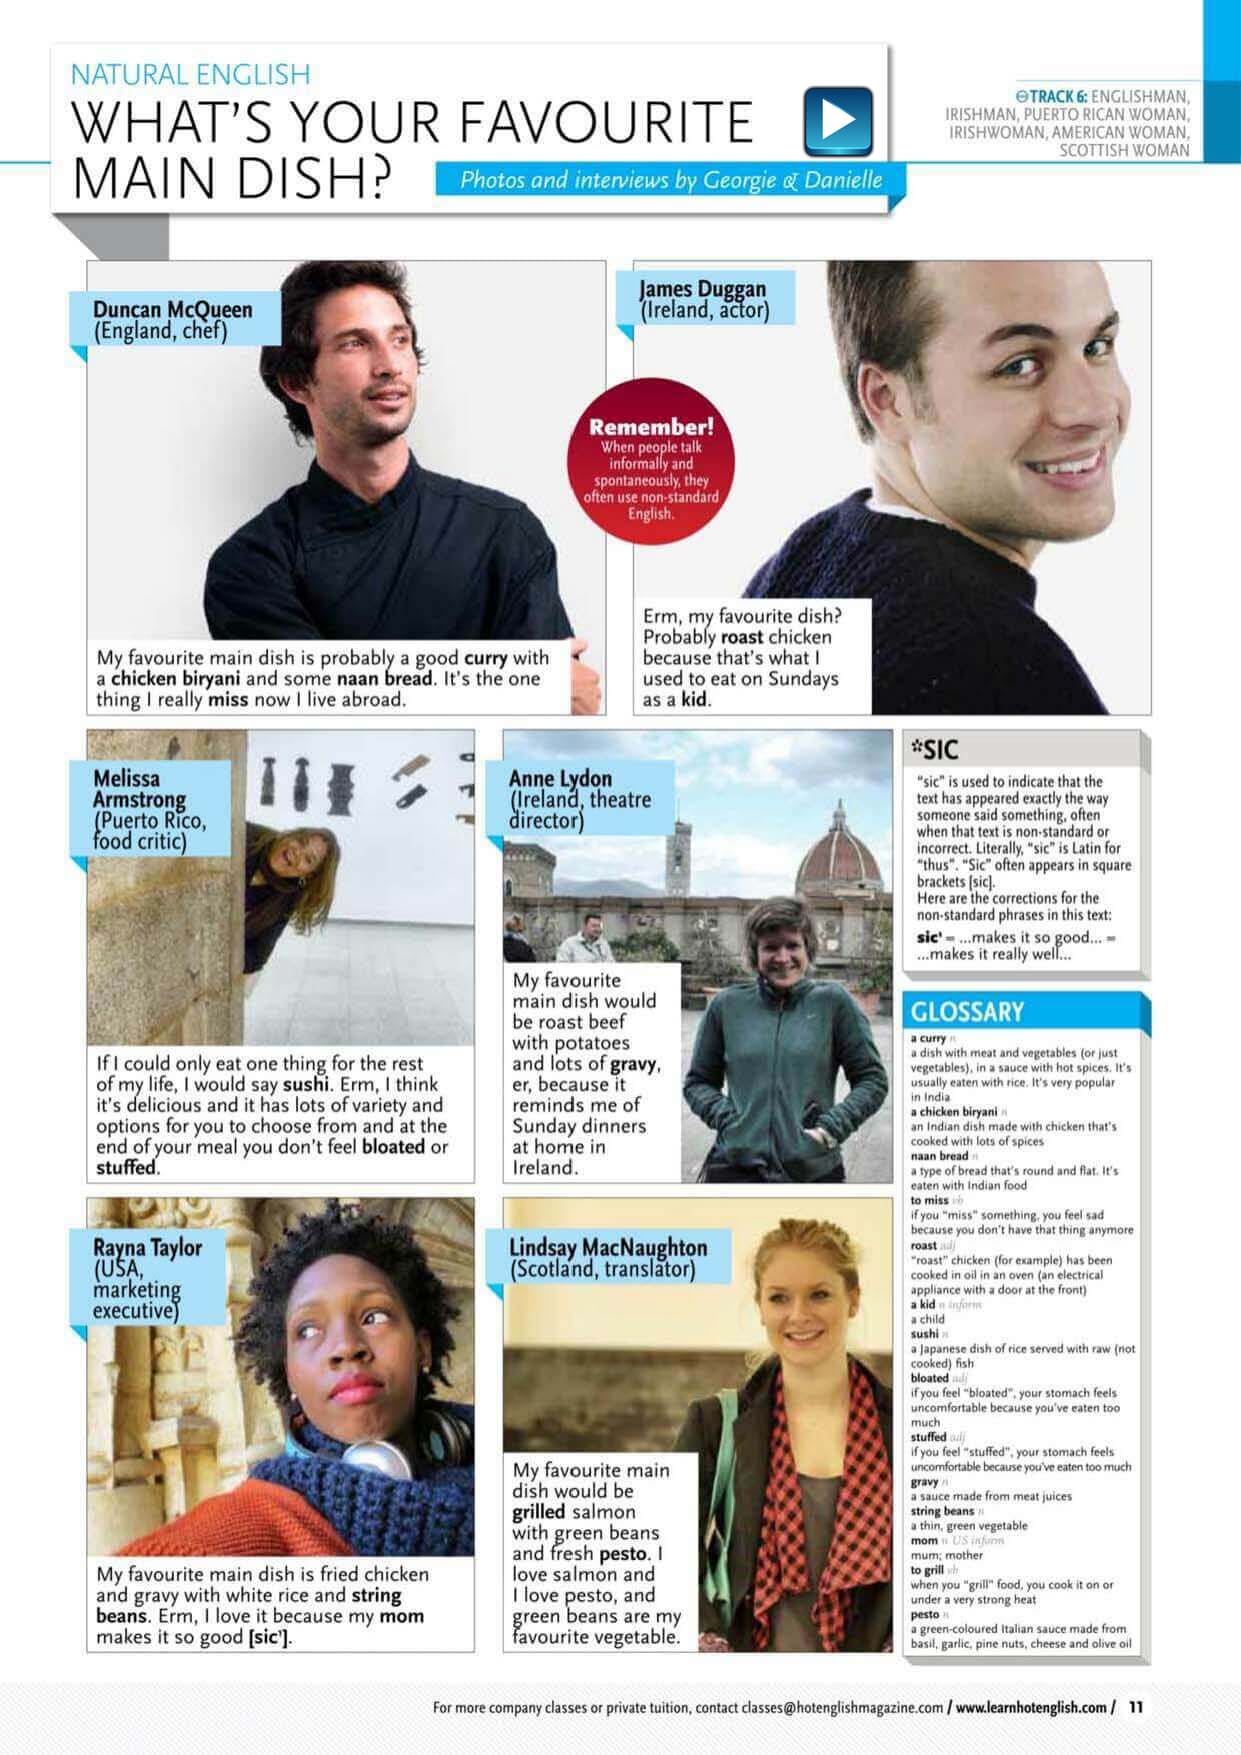 NATURAL ENGLISH
WHAT'S YOUR FAVOURITE
MAIN DISH?
Photos and interviews by Georgie & Danielle
TRACK 6: ENGLISHMAN,
IRISHMAN, PUERTO RICAN WOMAN,
IRISHWOMAN, AMERICAN WOMAN,
SCOTTISH WOMAN
Duncan McQueen
(England, chef)
My favourite main dish is probably a good curry with
a chicken biryani and some naan bread. It's the one
thing I really miss now I live abroad.
James Duggan
(Ireland, actor)
Remember!
When people talk
informally and
spontaneously, they
often use non-standard
English.
Erm, my favourite dish?
Probably roast chicken
because that's what I
used to eat on Sundays
as a kid.
Melissa
Armstrong
(Puerto Rico,
food critic)
If I could only eat one thing for the rest
of my life, I would say sushi. Erm, I think
it's delicious and it has lots of variety and
options for you to choose from and at the
end of your meal you don't feel bloated or
stuffed.
Anne Lydon
(Ireland, theatre
director)
My favourite
main dish would
be roast beef
with potatoes
and lots of gravy,
er, because it
reminds me of
Sunday dinners
at home in
Ireland.
Rayna Taylor
(USA,
marketing
executive)
My favourite main dish is fried chicken
and gravy with white rice and string
beans. Erm, I love it because my mom
makes it so good [sic¹].
Lindsay MacNaughton
(Scotland, translator)
My favourite main
dish would be
grilled salmon
with green beans
and fresh pesto. I
love salmon and
I love pesto, and
green beans are my
favourite vegetable.
*SIC
"sic" is used to indicate that the
text has appeared exactly the way
someone said something, often
when that text is non-standard or
incorrect. Literally, "sic" is Latin for
"thus". "Sic" often appears in square
brackets [sic].
Here are the corrections for the
non-standard phrases in this text:
sic¹ = ...makes it so good... =
...makes it really well...
GLOSSARY
a curry n
a dish with meat and vegetables (or just
vegetables), in a sauce with hot spices. It's
usually eaten with rice. It's very popular
in India
a chicken biryani n
an Indian dish made with chicken that's
cooked with lots of spices
naan bread n
a type of bread that's round and flat. It's
eaten with Indian food
to miss vb
if you "miss" something, you feel sad
because you don't have that thing anymore
roast adj
"roast" chicken (for example) has been
cooked in oil in an oven (an electrical
appliance with a door at the front)
a kid n inform
a child
sushi n
a Japanese dish of rice served with raw (not
cooked) fish
bloated adj
if you feel "bloated", your stomach feels
uncomfortable because you've eaten too
much
stuffed adj
if you feel "stuffed", your stomach feels
uncomfortable because you've eaten too much
gravy n
a sauce made from meat juices
string beans n
a thin, green vegetable
mom n US inform
mum; mother
to grill vb
when you "grill" food, you cook it on or
under a very strong heat
pesto n
a green-coloured Italian sauce made from
basil, garlic, pine nuts, cheese and olive oil
For more company classes or private tuition, contact classes@hotenglishmagazine.com / www.learnhotenglish.com / 11